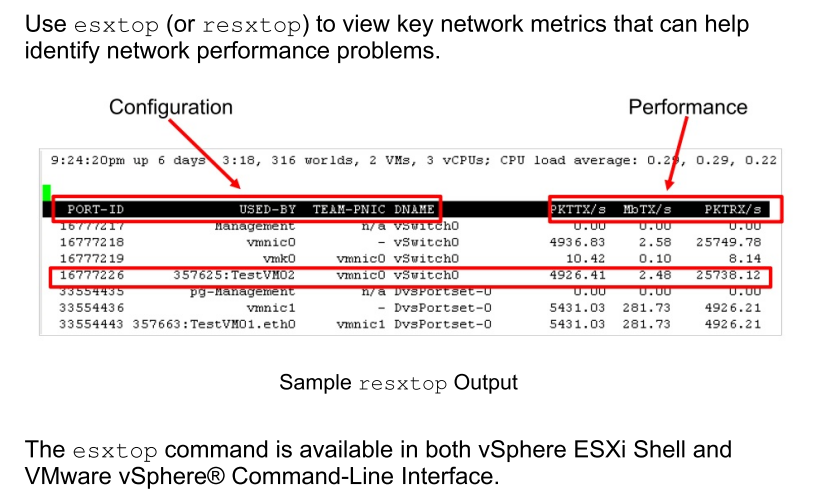 Use esxtop (or resxtop) to view key network metrics that can help
identify network performance problems.
Configuration
Performance
9:24:20pm up 6 days 3:18, 316 worlds, 2 VMs, 3 vCPUs; CPU load average: 0.29, 0.29, 0.22
PORT-ID USED-BY TEAM-PNIC DNAME PKTTX/s MbTX/s PKTRX/s
16777217 Management n/a vSwitch0 0.00 0.00 0.00
16777218 vmnic0 - vSwitch0 4936.83 2.58 25749.78
16777219 vmk0 vmnic0 vSwitch0 10.42 0.10 8.14
16777226 357625:TestVM02 vmnic0 vSwitch0 4926.41 2.48 25738.12
33554435 pg-Management n/a DvsPortset-0 0.00 0.00 0.00
33554436 vmnic1 - DvsPortset-0 5431.03 281.73 4926.21
33554443 357663:TestVM01.eth0 vmnic1 DvsPortset-0 5431.03 281.73 4926.21
Sample resxtop Output
The esxtop command is available in both vSphere ESXi Shell and
VMware vSphere® Command-Line Interface.